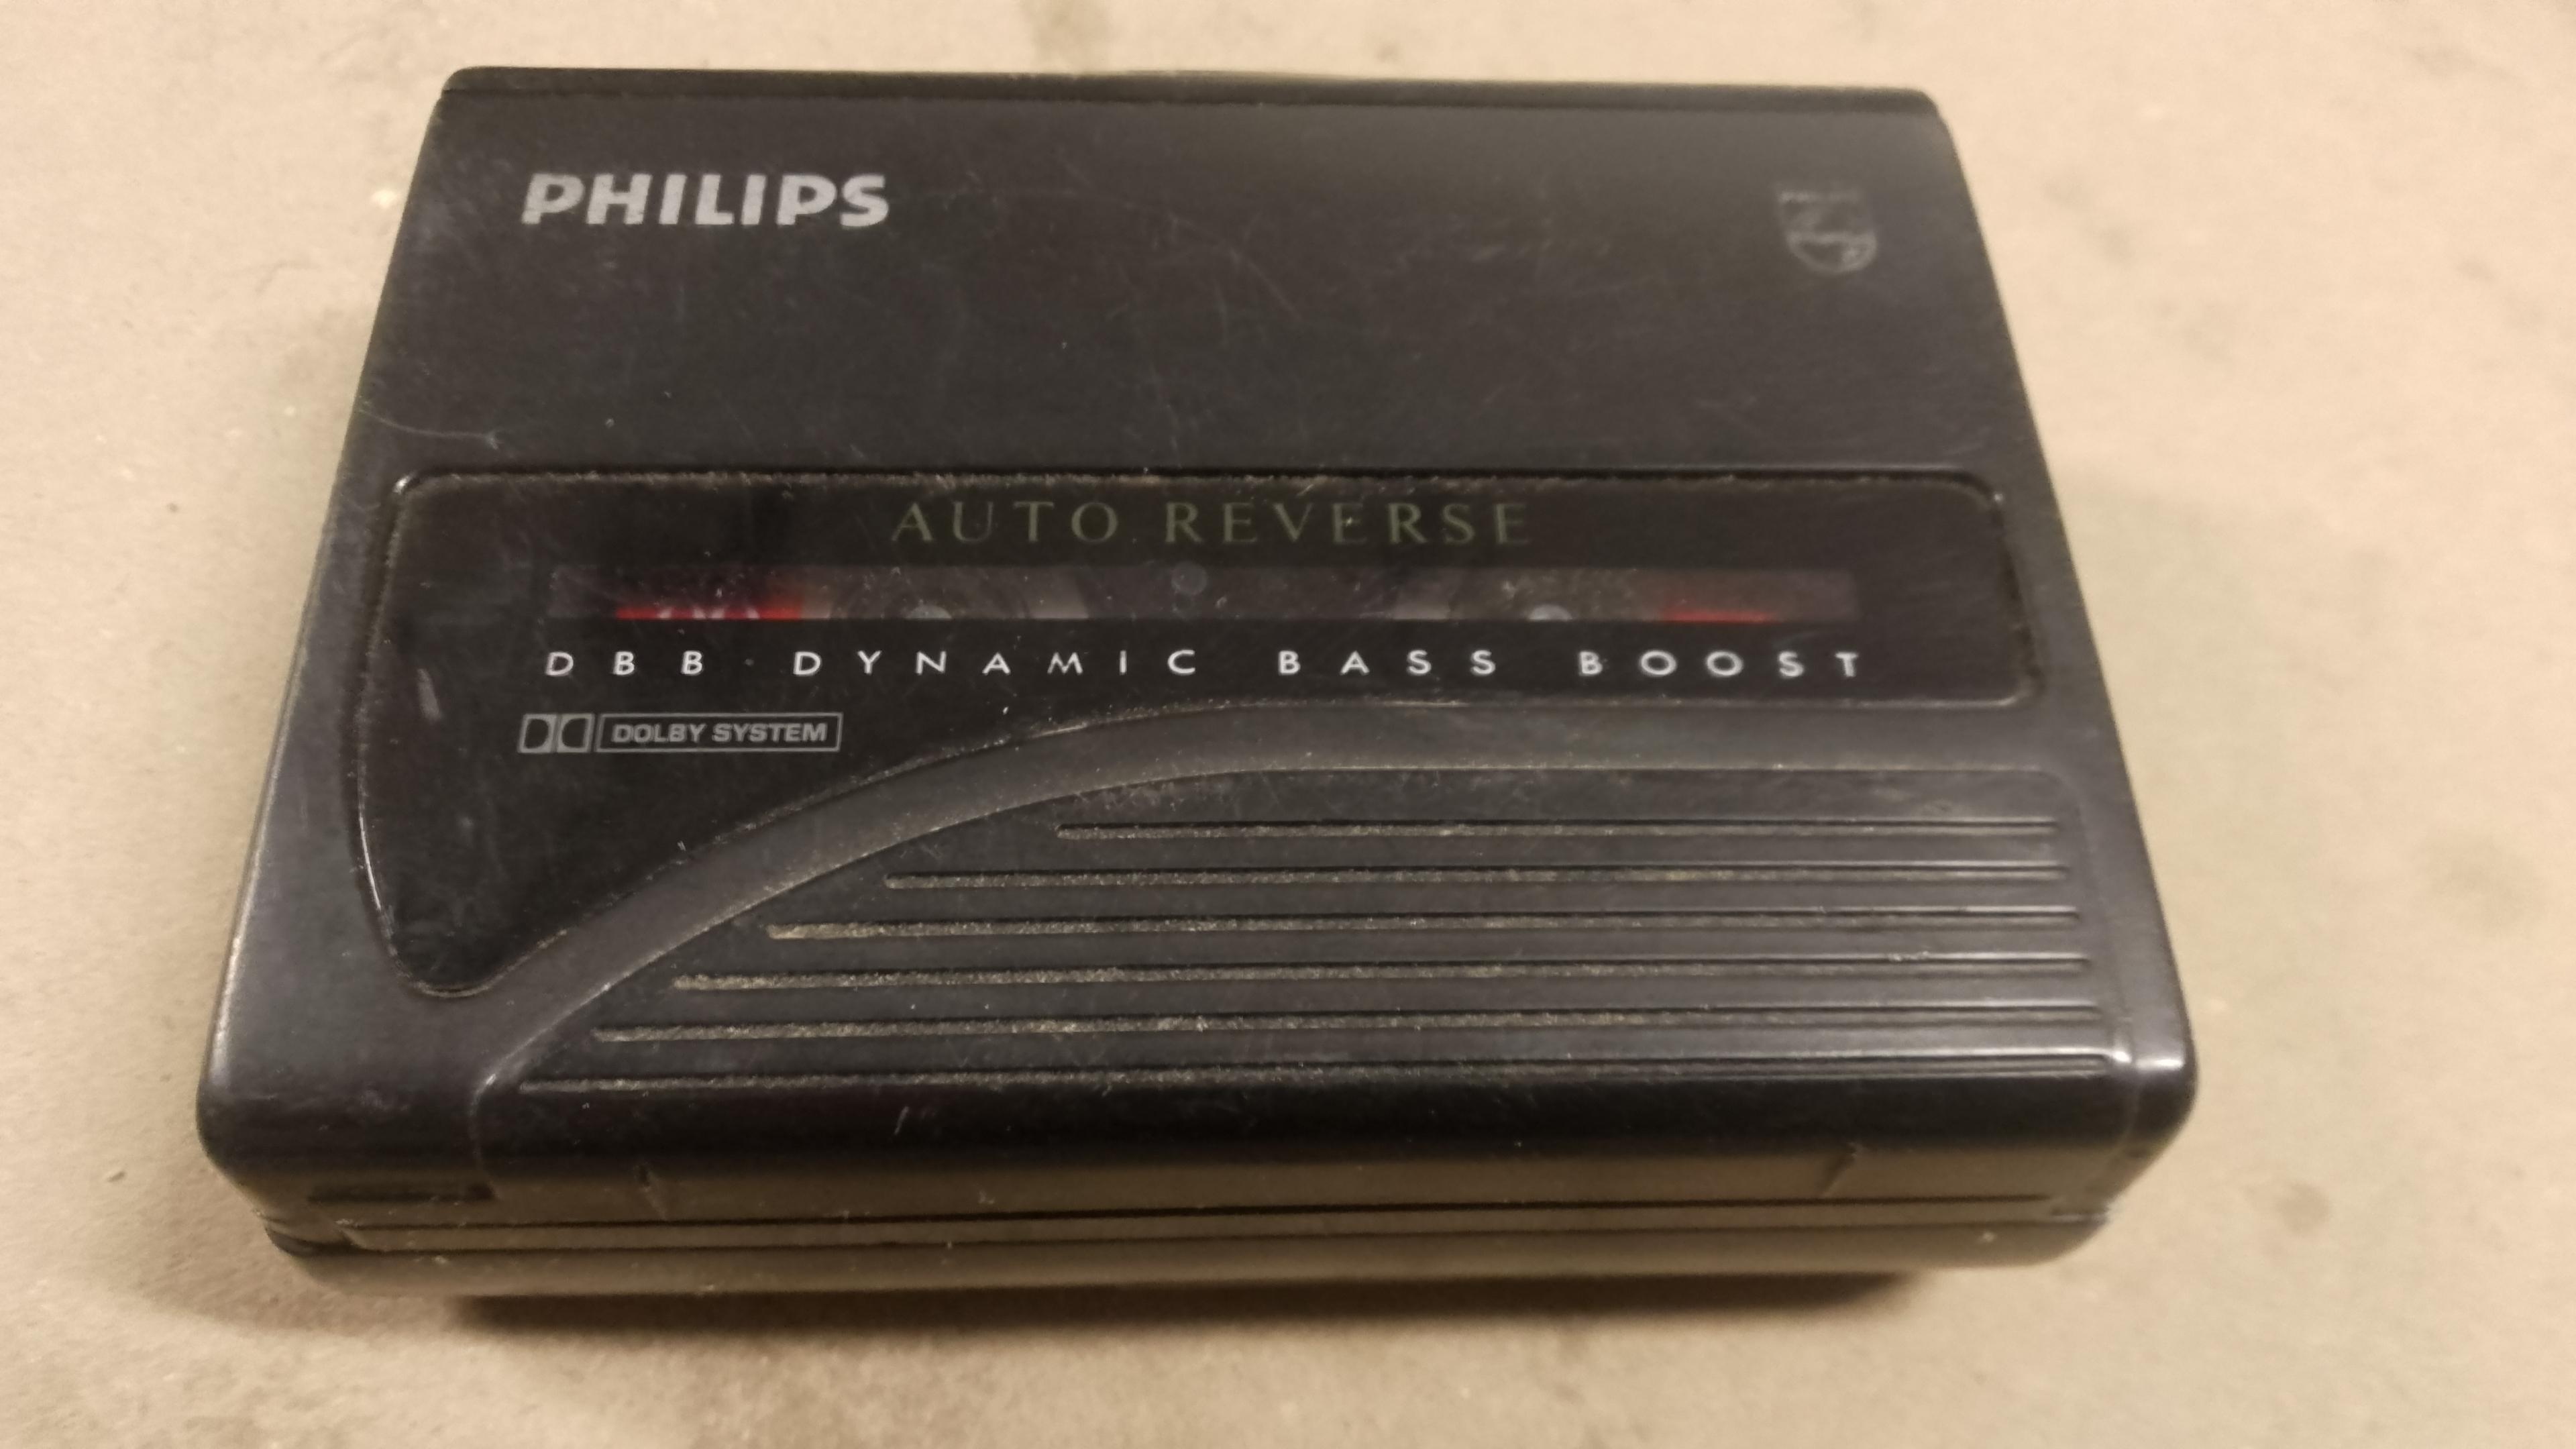 PHILIPS
AUTO REVERSE
DBB · DYNAMIC BASS BOOST
DOLBY SYSTEM